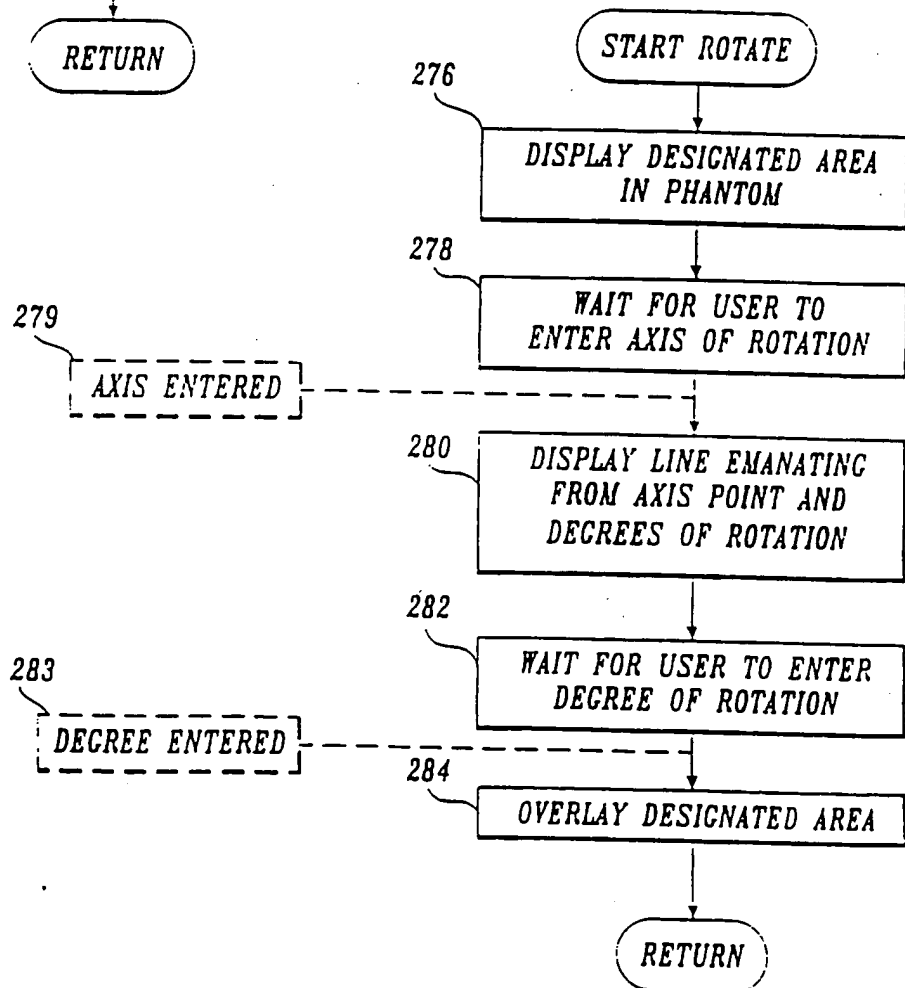 RETURN
START ROTATE
276
DISPLAY DESIGNATED AREA
IN PHANTOM
278
WAIT FOR USER TO
ENTER AXIS OF ROTATION
279
AXIS ENTERED
280
DISPLAY LINE EMANATING
FROM AXIS POINT AND
DEGREES OF ROTATION
282
WAIT FOR USER TO ENTER
DEGREE OF ROTATION
283
DEGREE ENTERED
284
OVERLAY DESIGNATED AREA
RETURN